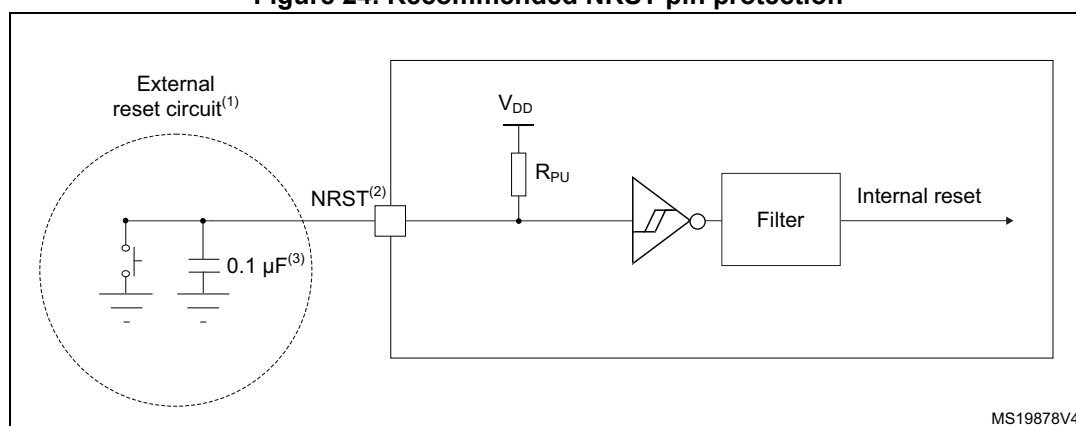 Figure 24. Recommended NRST pin protection
External
reset circuit(1)
VDD
RPU
NRST(2)
Filter
Internal reset
0.1 µF(3)
MS19878V4